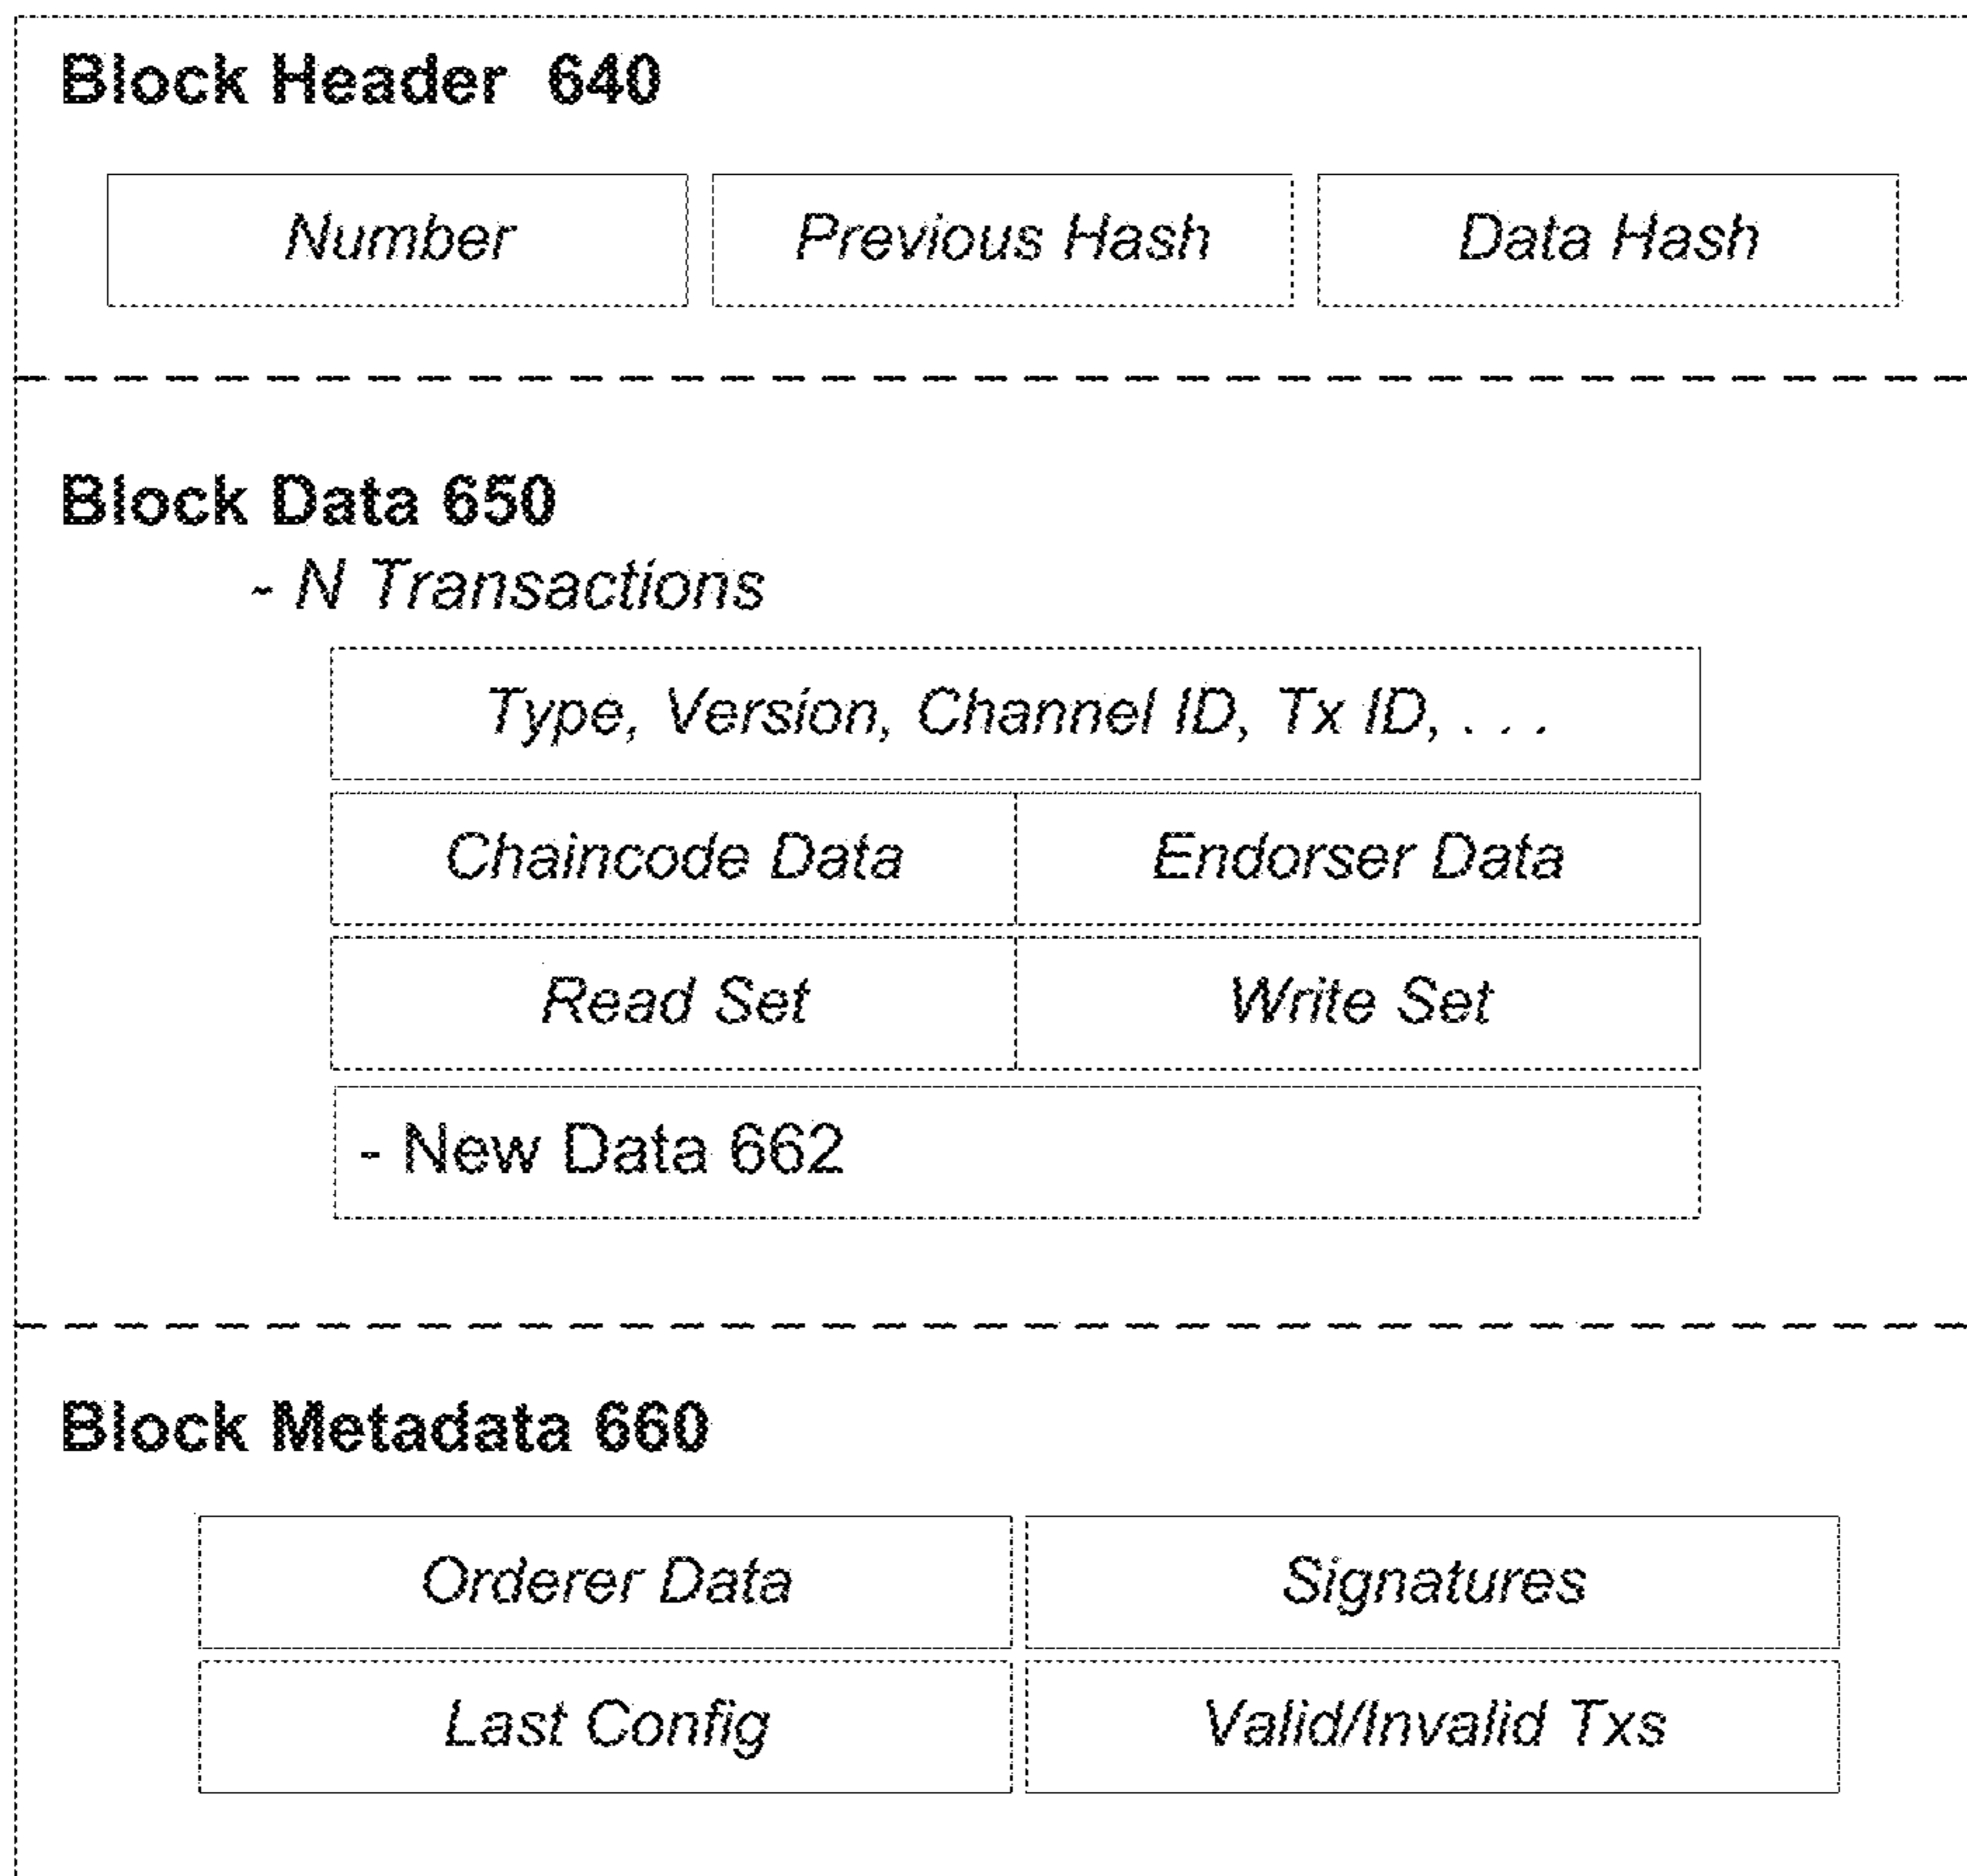 Block Header 640
Number Previous Hash Data Hash
Block Data 650
- N Transactions
Type, Version, Channel ID, Tx ID, . . .
Chaincode Data Endorser Data
Read Set Write Set
- New Data 662
Block Metadata 660
Orderer Data Signatures
Last Config Valid/Invalid Txs